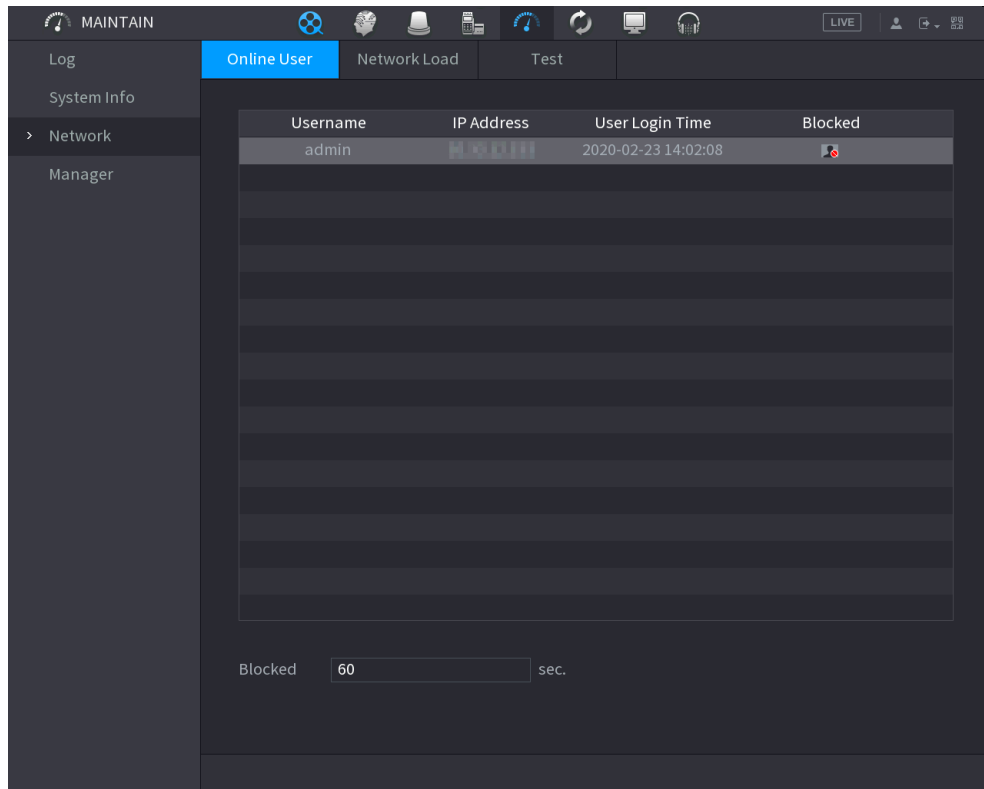 MAINTAIN
LIVE
Log
System Info
Network
Manager
Online User Network Load Test
Username IP Address User Login Time Blocked
admin 2020-02-23 14:02:08
Blocked 60 sec.